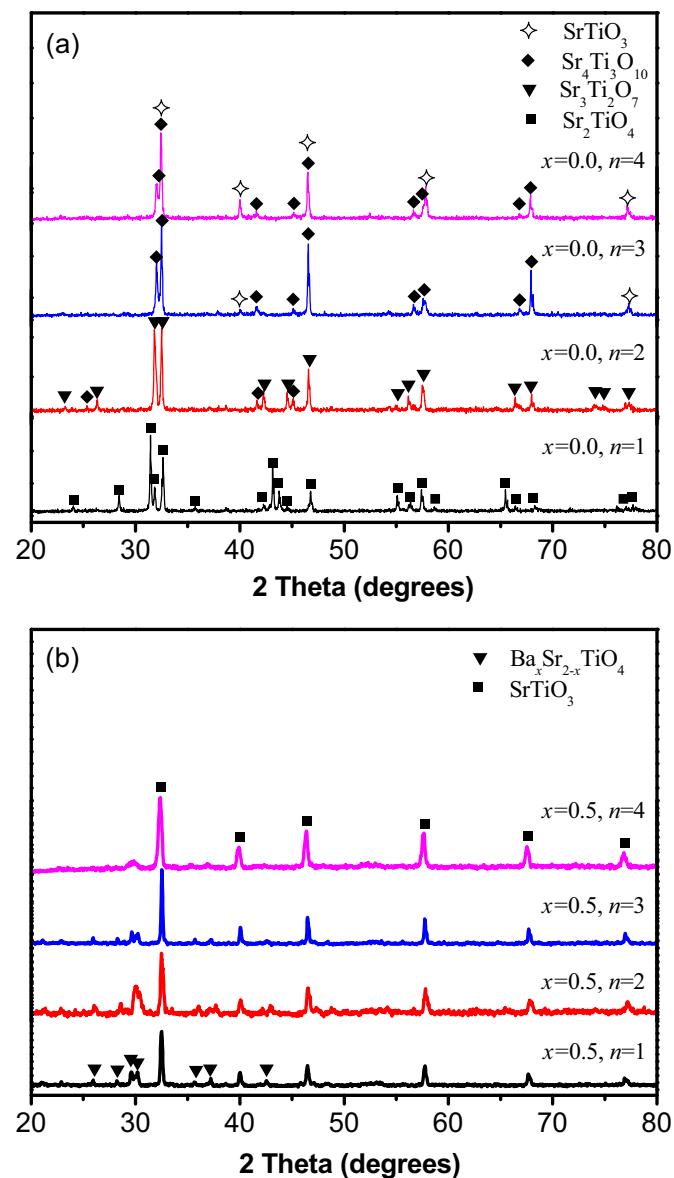 (a)
SrTiO₃
Sr₄Ti₃O₁₀
Sr₃Ti₂O₇
Sr₂TiO₄
x=0.0, n=4
x=0.0, n=3
x=0.0, n=2
x=0.0, n=1
20 30 40 50 60 70 80
2 Theta (degrees)
(b)
BaₓSr₂₋ₓTiO₄
SrTiO₃
x=0.5, n=4
x=0.5, n=3
x=0.5, n=2
x=0.5, n=1
20 30 40 50 60 70 80
2 Theta (degrees)